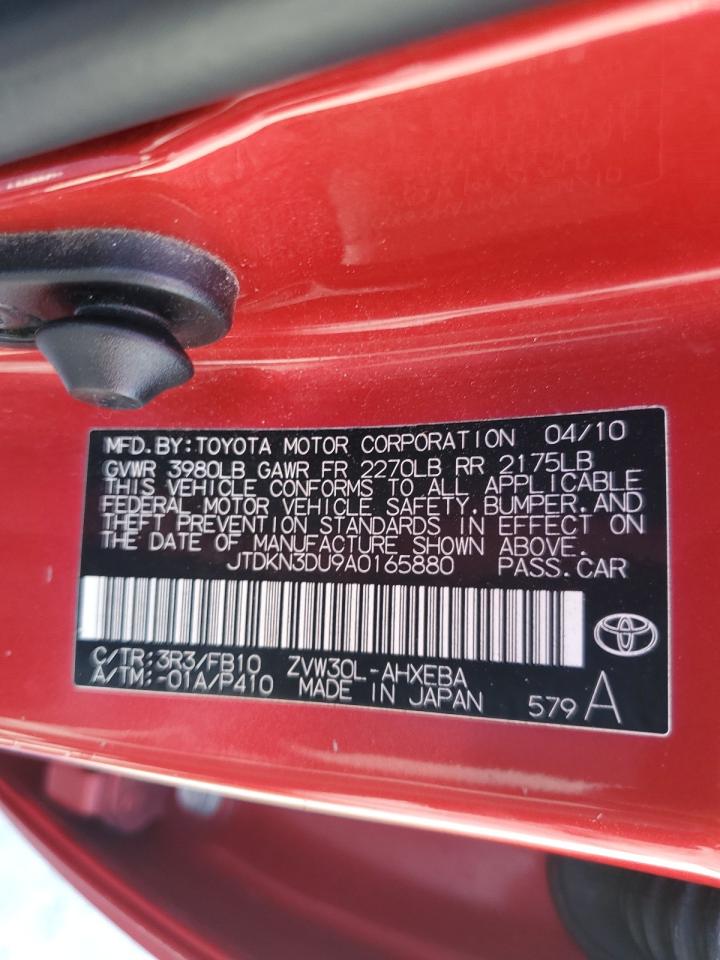 MFD.BY:TOYOTA MOTOR CORPORATION 04/10
GVWR 3980LB GAWR FR 2270LB RR 2175LB
THIS VEHICLE CONFORMS TO ALL APPLICABLE
FEDERAL MOTOR VEHICLE SAFETY,BUMPER,AND
THEFT PREVENTION STANDARDS IN EFFECT ON
THE DATE OF MANUFACTURE SHOWN ABOVE.
JTDKN3DU9A0165880 PASS.CAR
C/TR:3R3/FB10 ZVW30L-AHXEBA
A/TM:-01A/P410 MADE IN JAPAN 579 A